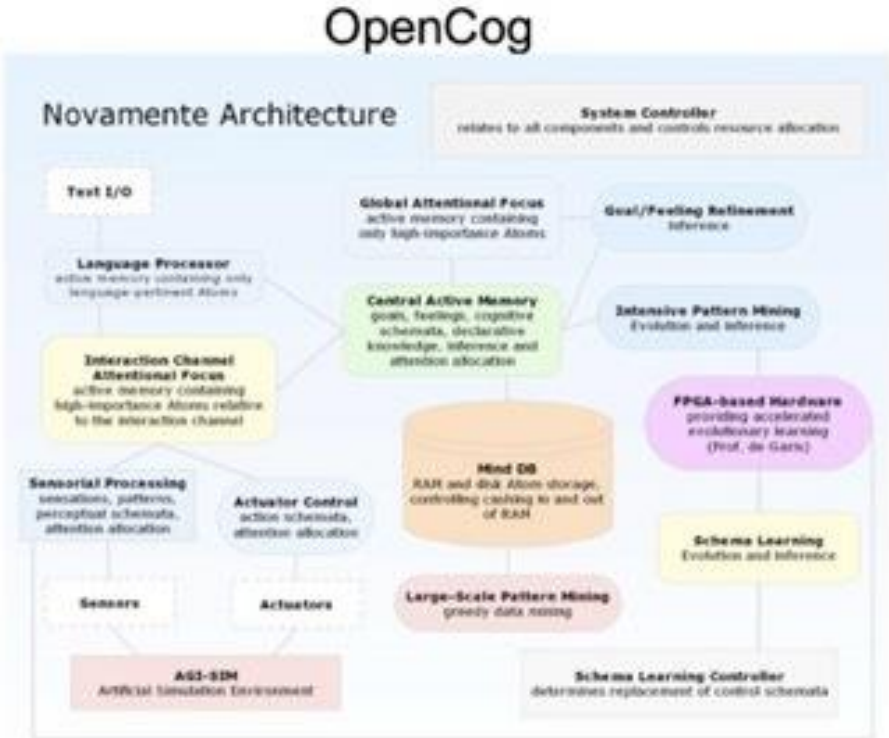 OpenCog
Novamente Architecture
System Controller
relates to all components and controls resource allocation
Text I/O
Global Attentional Focus
active memory containing
only high-importance Atoms
Goal/Feeling Refinement
Inference
Language Processor
active memory containing only
language-pertinent Atoms
Central Active Memory
goals, feelings, cognitive
schemata, declarative
knowledge, inference and
attention allocation
Intensive Pattern Mining
Evolution and inference
Interaction Channel
Attentional Focus
active memory containing
high-importance Atoms relative
to the interaction channel
FPGA-based Hardware
providing accelerated
evolutionary learning
(Prof. de Garis)
Mind DB
RAM and disk Atom storage,
controlling cashing in and out
of RAM
Sensorial Processing
sensations, patterns,
perceptual schemata,
attention allocation
Actuator Control
action schemata,
attention allocation
Schema Learning
Evolution and inference
Sensors
Actuators
Large-Scale Pattern Mining
greedy data mining
AGI-SIM
Artificial Simulation Environment
Schema Learning Controller
determines replacement of control schemata